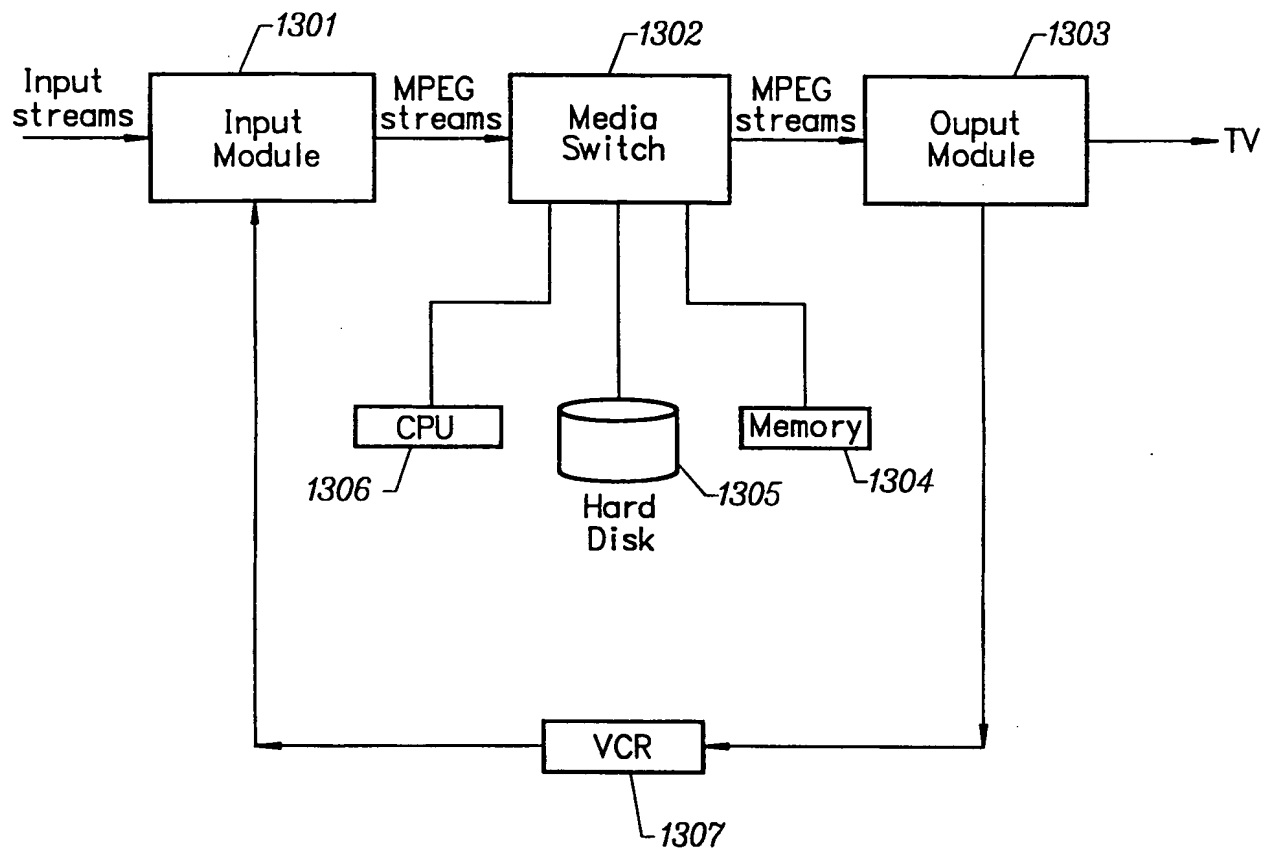 1301
1302
1303
Input
streams
Input
Module
MPEG
streams
Media
Switch
MPEG
streams
Ouput
Module
TV
CPU
1306
Hard
Disk
1305
Memory
1304
VCR
1307